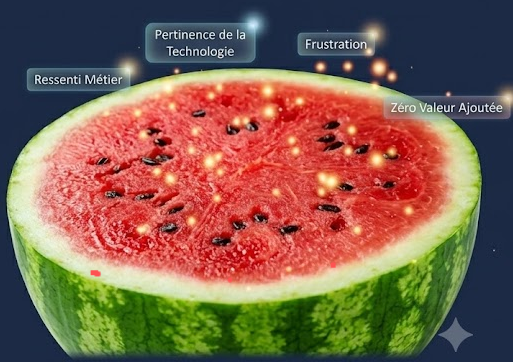 Pertinence de la
Technologie
Frustration
Ressenti Métier
Zéro Valeur Ajoutée